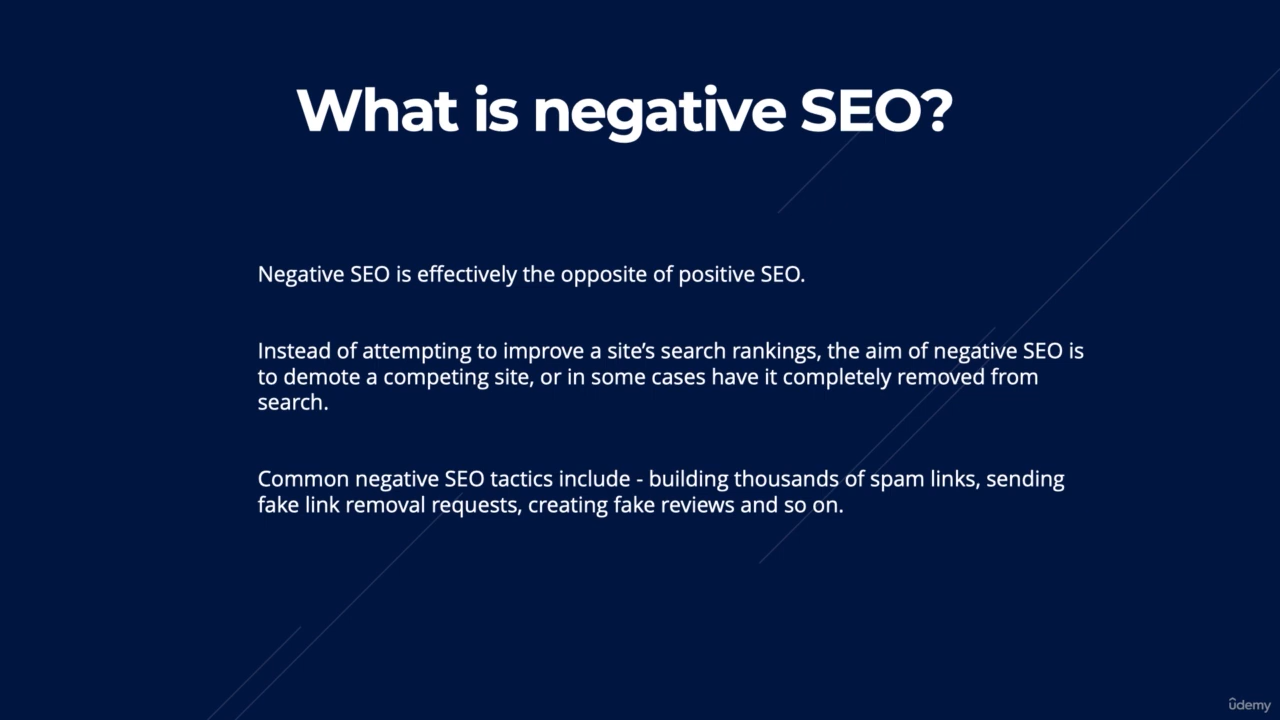 What is negative SEO?
Negative SEO is effectively the opposite of positive SEO.
Instead of attempting to improve a site’s search rankings, the aim of negative SEO is
to demote a competing site, or in some cases have it completely removed from
search.
Common negative SEO tactics include - building thousands of spam links, sending
fake link removal requests, creating fake reviews and so on.
ûdemy